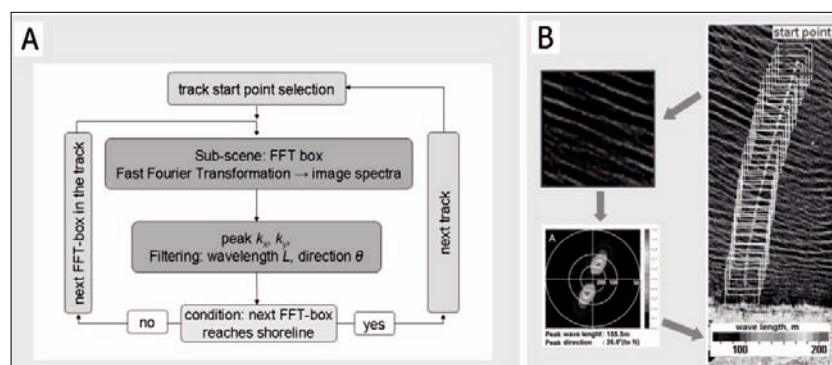 A
track start point selection
next FFT-box in the track
Sub-scene: FFT box
Fast Fourier Transformation → image spectra
peak kx, ky,
Filtering: wavelength L, direction θ
next track
no
condition: next FFT-box
reaches shoreline
yes
B
start point
A
Peak wave lenght: 155.5m
Peak direction : 36.6°(to N)
wave length, m
100 200